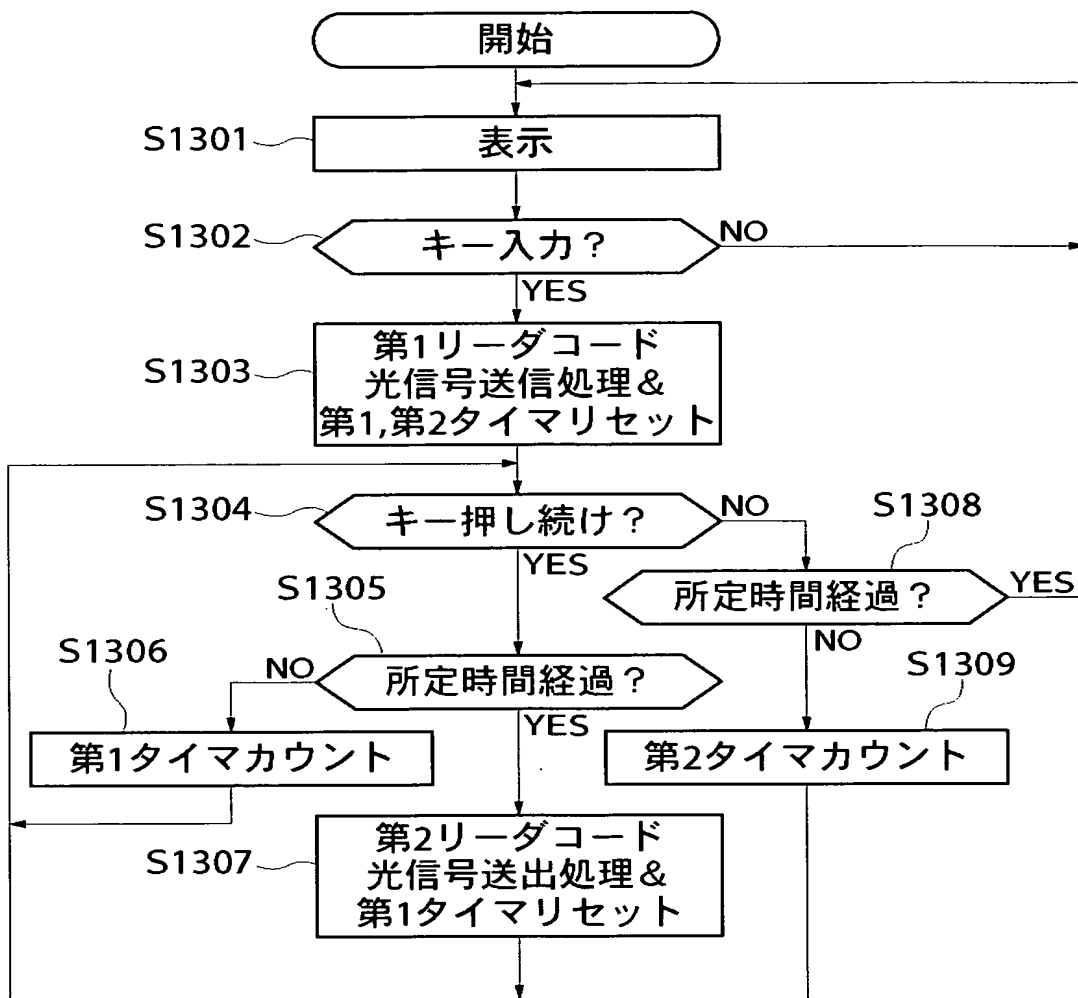 開始
S1301
表示
S1302
キー入力？
NO
YES
S1303
第1リーダコード
光信号送信処理&
第1,第2タイマリセット
S1304
キー押し続け？
NO
YES
S1308
所定時間経過？
YES
NO
S1305
所定時間経過？
NO
YES
S1306
第1タイマカウント
S1309
第2タイマカウント
S1307
第2リーダコード
光信号送出処理&
第1タイマリセット